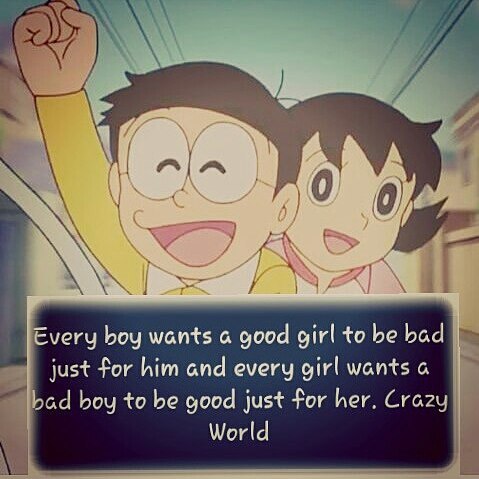 Every boy wants a good girl to be bad
just for him and every girl wants a
bad boy to be good just for her. Crazy
World